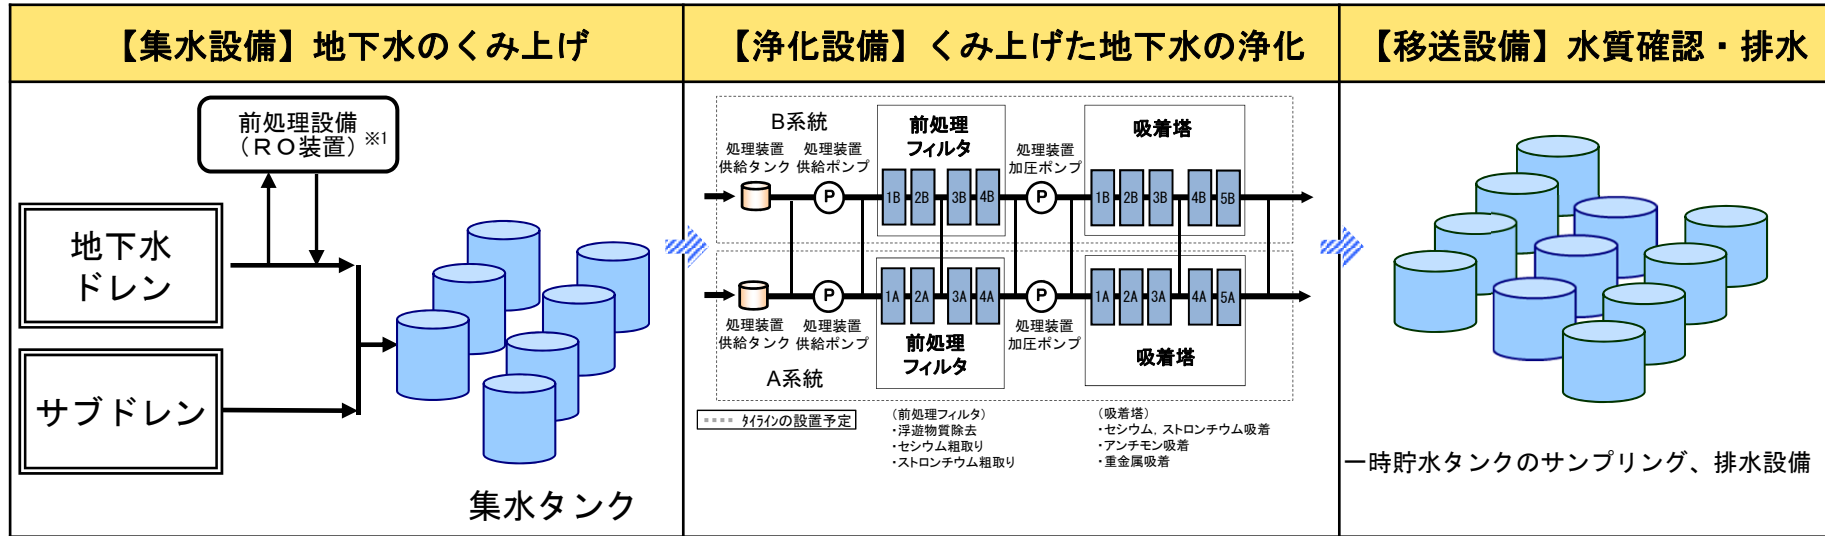 【集水設備】地下水のくみ上げ
【浄化設備】くみ上げた地下水の浄化
【移送設備】水質確認・排水
前処理設備
（ＲＯ装置）※1
地下水
ドレン
サブドレン
集水タンク
B系統
処理装置
供給タンク
処理装置
供給ポンプ
前処理
フィルタ
処理装置
加圧ポンプ
吸着塔
P
1B 2B 3B 4B
P
1B 2B 3B 4B 5B
P
1A 2A 3A 4A
P
1A 2A 3A 4A 5A
処理装置
供給タンク
処理装置
供給ポンプ
前処理
フィルタ
処理装置
加圧ポンプ
吸着塔
A系統
ﾀｲﾗｲﾝの設置予定
(前処理フィルタ)
・浮遊物質除去
・セシウム粗取り
・ストロンチウム粗取り
(吸着塔)
・セシウム，ストロンチウム吸着
・アンチモン吸着
・重金属吸着
一時貯水タンクのサンプリング、排水設備